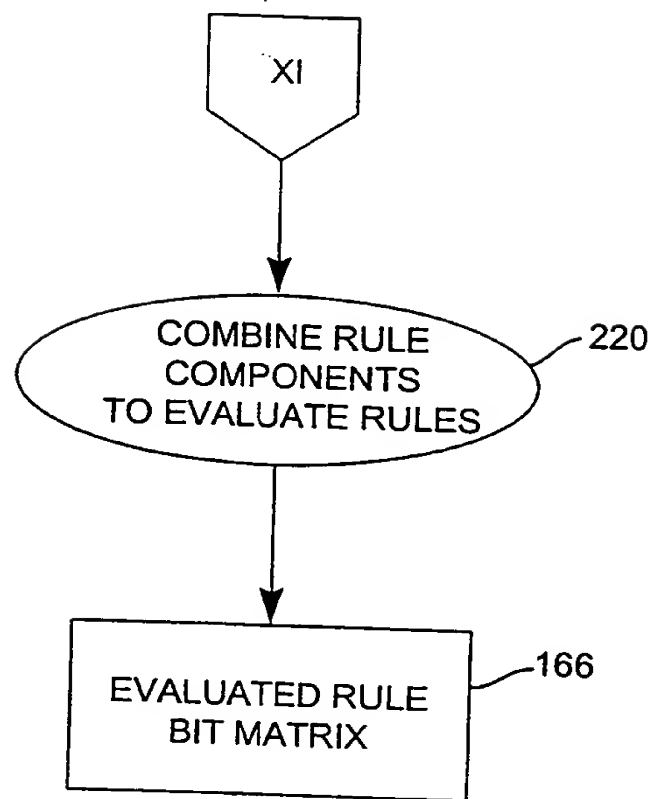 XI
COMBINE RULE
COMPONENTS
TO EVALUATE RULES
220
EVALUATED RULE
BIT MATRIX
166